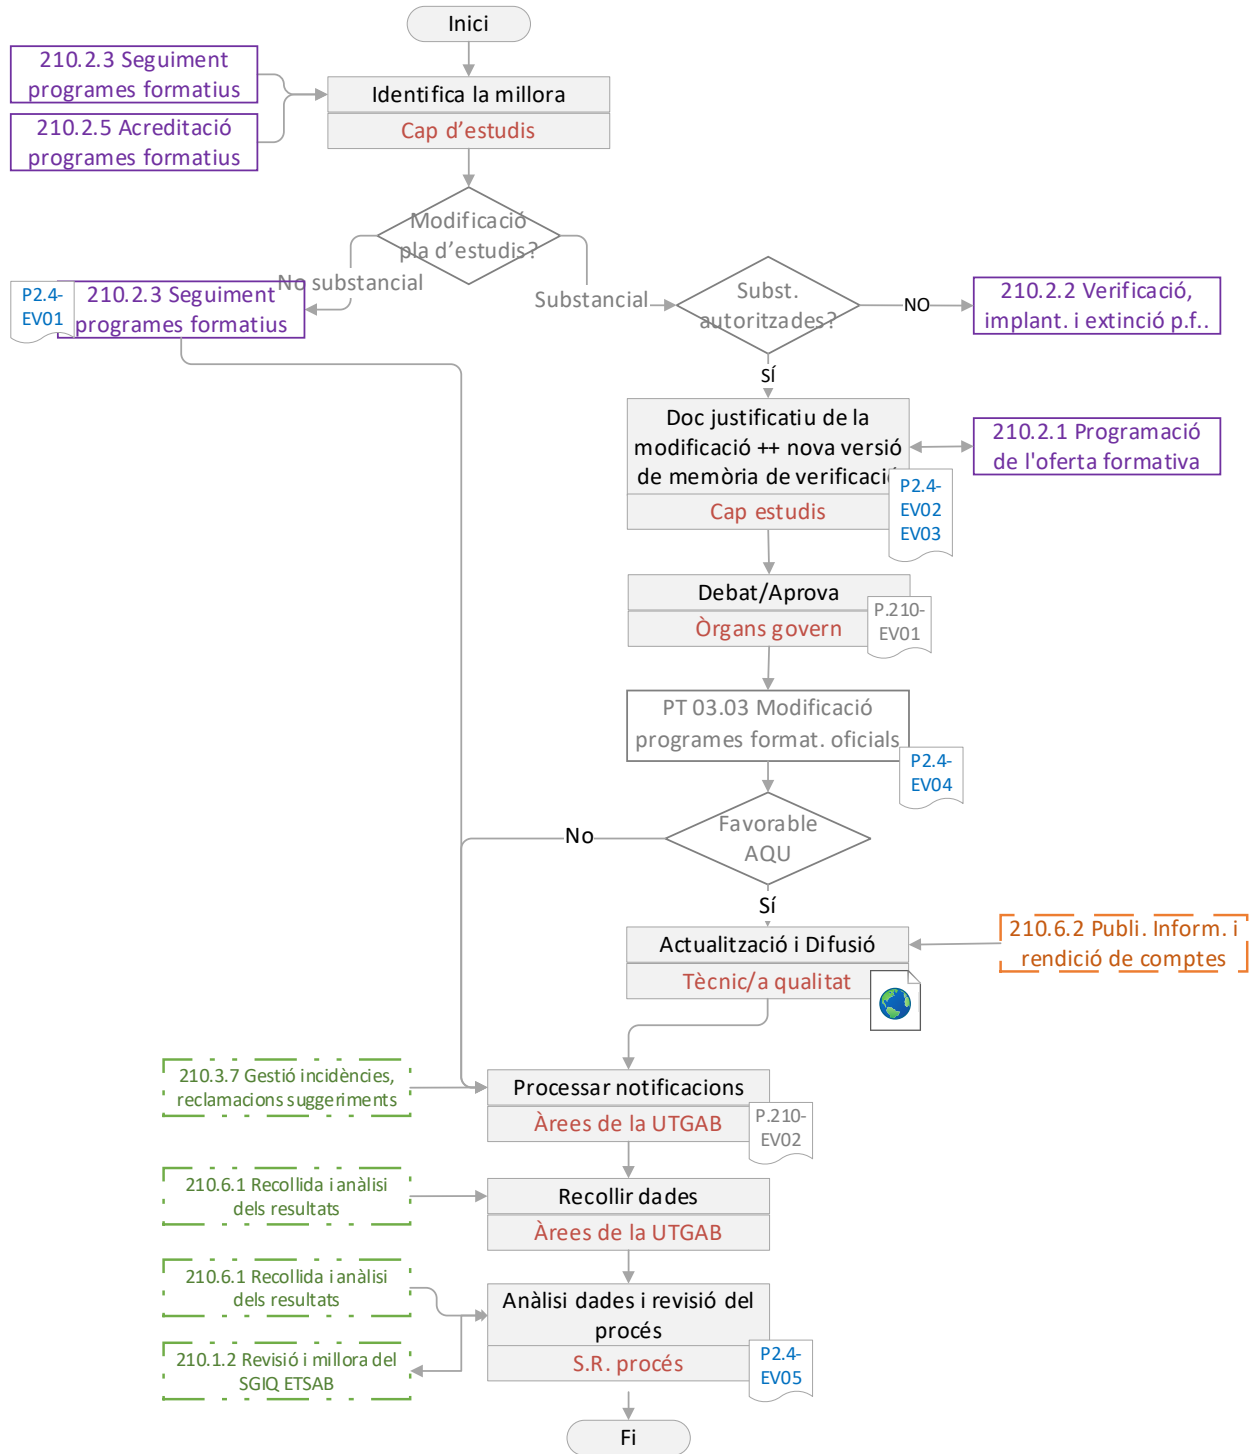 Inici
210.2.3 Seguiment
programes formatius
210.2.5 Acreditació
programes formatius
Identifica la millora
Cap d'estudis
Modificació
pla d'estudis?
No substancial
Substancial
P2.4-
EV01
210.2.3 Seguiment
programes formatius
Subst.
autoritzades?
NO
210.2.2 Verificació,
implant. i extinció p.f..
SÍ
Doc justificatiu de la
modificació ++ nova versió
de memòria de verificació
Cap estudis
P2.4-
EV02
EV03
210.2.1 Programació
de l'oferta formativa
Debat/Aprova
Òrgans govern
P.210-
EV01
PT 03.03 Modificació
programes format. oficials
P2.4-
EV04
Favorable
AQU
No
Sí
Actualització i Difusió
Tècnic/a qualitat
210.6.2 Publi. Inform. i
rendició de comptes
210.3.7 Gestió incidències,
reclamacions suggeriments
Processar notificacions
Àrees de la UTGAB
P.210-
EV02
210.6.1 Recollida i anàlisi
dels resultats
Recollir dades
Àrees de la UTGAB
210.6.1 Recollida i anàlisi
dels resultats
Anàlisi dades i revisió del
procés
S.R. procés
P2.4-
EV05
210.1.2 Revisió i millora del
SGIQ ETSAB
Fi